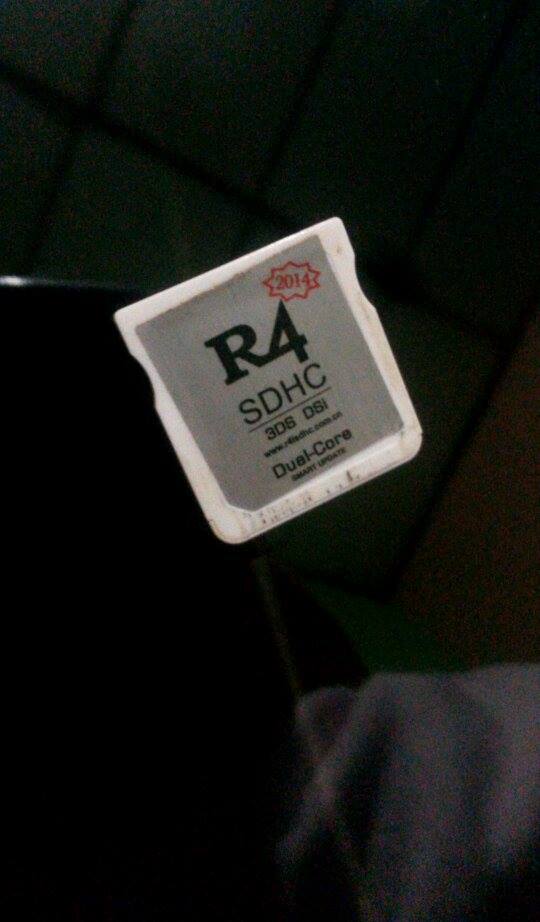 2014
R4
SDHC
3DS DSi
www.r4isdhc.com.cn
Dual-Core
SMART UPDATE